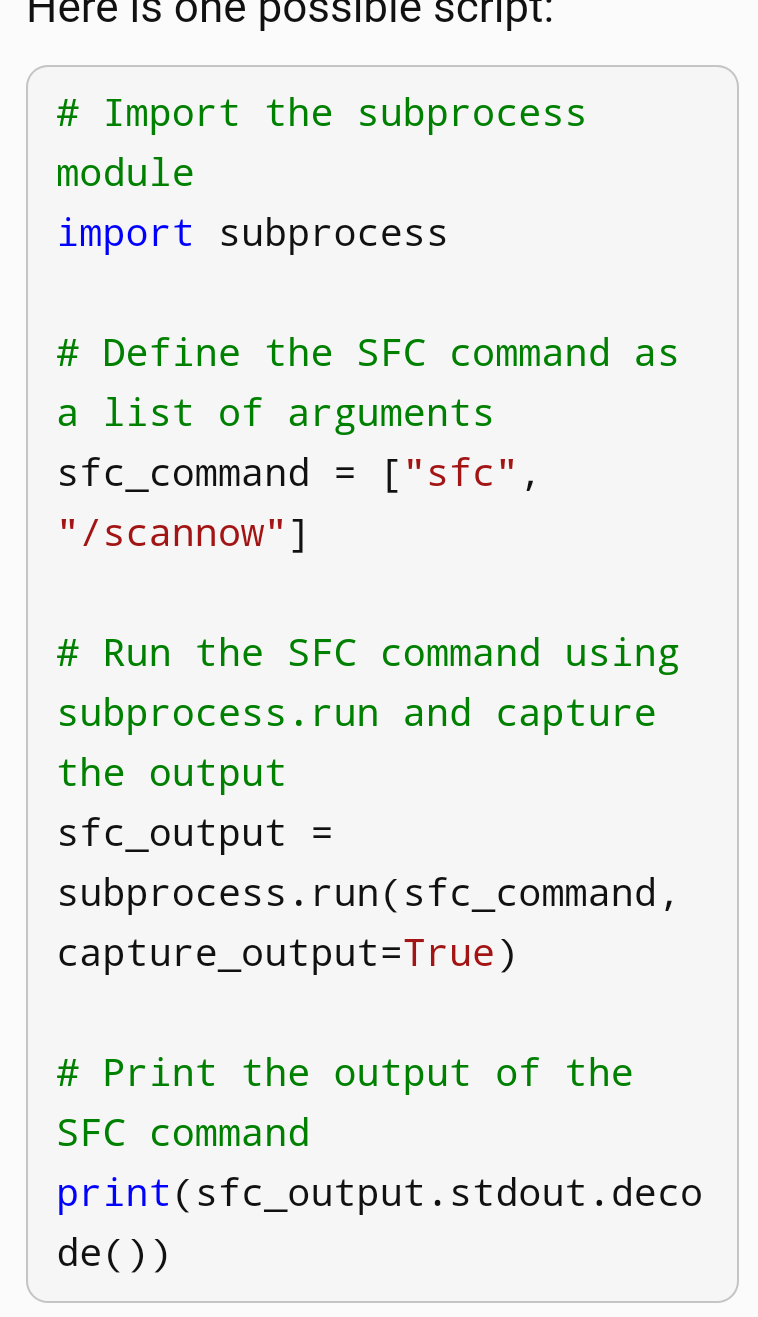 Here is one possible script:
# Import the subprocess
module
import subprocess
# Define the SFC command as
a list of arguments
sfc_command = ["sfc",
"/scannow"]
# Run the SFC command using
subprocess.run and capture
the output
sfc_output =
subprocess.run(sfc_command,
capture_output=True)
# Print the output of the
SFC command
print(sfc_output.stdout.deco
de())